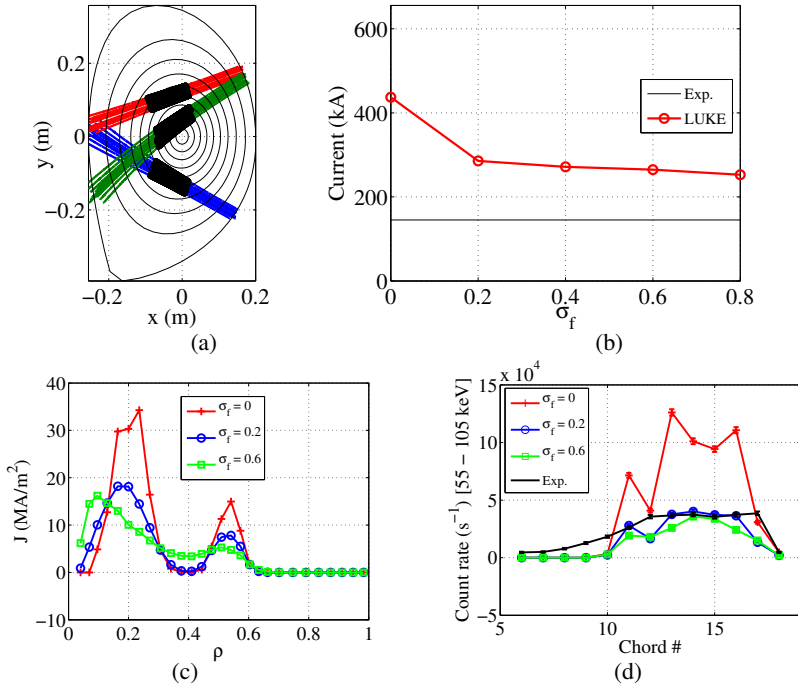 0.2
0
−0.2
y (m)
−0.2 0 0.2
x (m)
(a)
600
400
200
0
Current (kA)
Exp.
LUKE
0 0.2 0.4 0.6 0.8
σf
(b)
40
30
20
10
0
−10
J (MA/m²)
σf = 0
σf = 0.2
σf = 0.6
0 0.2 0.4 0.6 0.8 1
ρ
(c)
x 10⁴
15
10
5
0
−5
Count rate (s⁻¹) [55 − 105 keV]
σf = 0
σf = 0.2
σf = 0.6
Exp.
5 10 15
Chord #
(d)